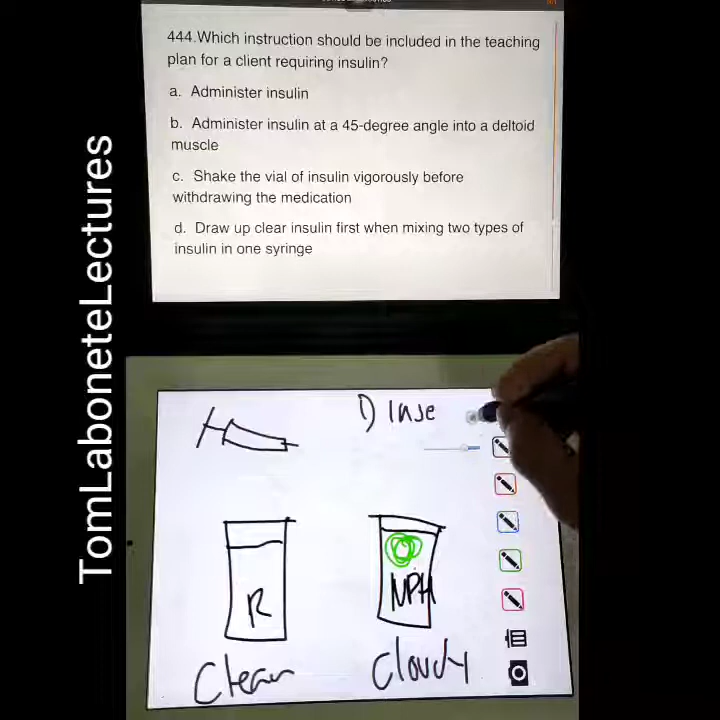 444.Which instruction should be included in the teaching
plan for a client requiring insulin?
a. Administer insulin
b. Administer insulin at a 45-degree angle into a deltoid
muscle
c. Shake the vial of insulin vigorously before
withdrawing the medication
d. Draw up clear insulin first when mixing two types of
insulin in one syringe
TomLaboneteLectures
1) Inse
R
NPH
Clear
Cloudy